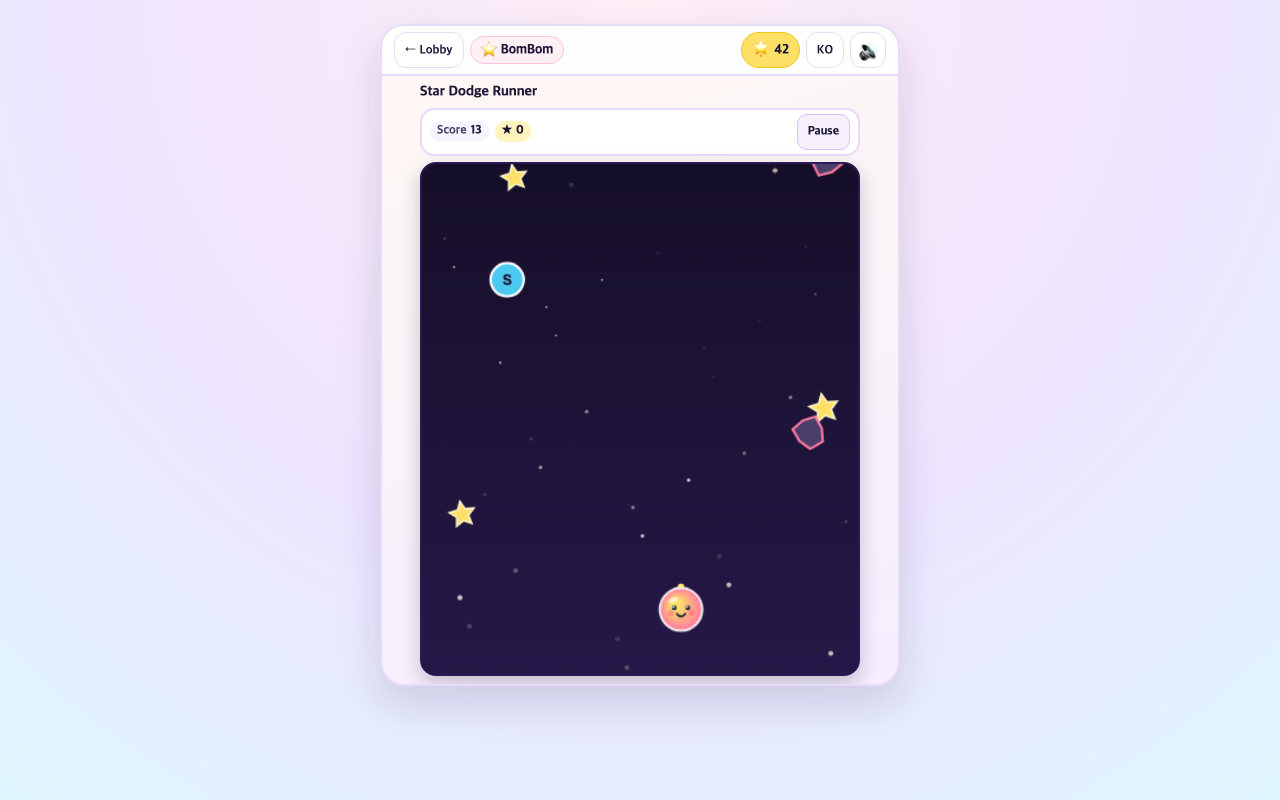 ← Lobby
⭐ BomBom
42
KO
Star Dodge Runner
Score 13
★ 0
Pause
S